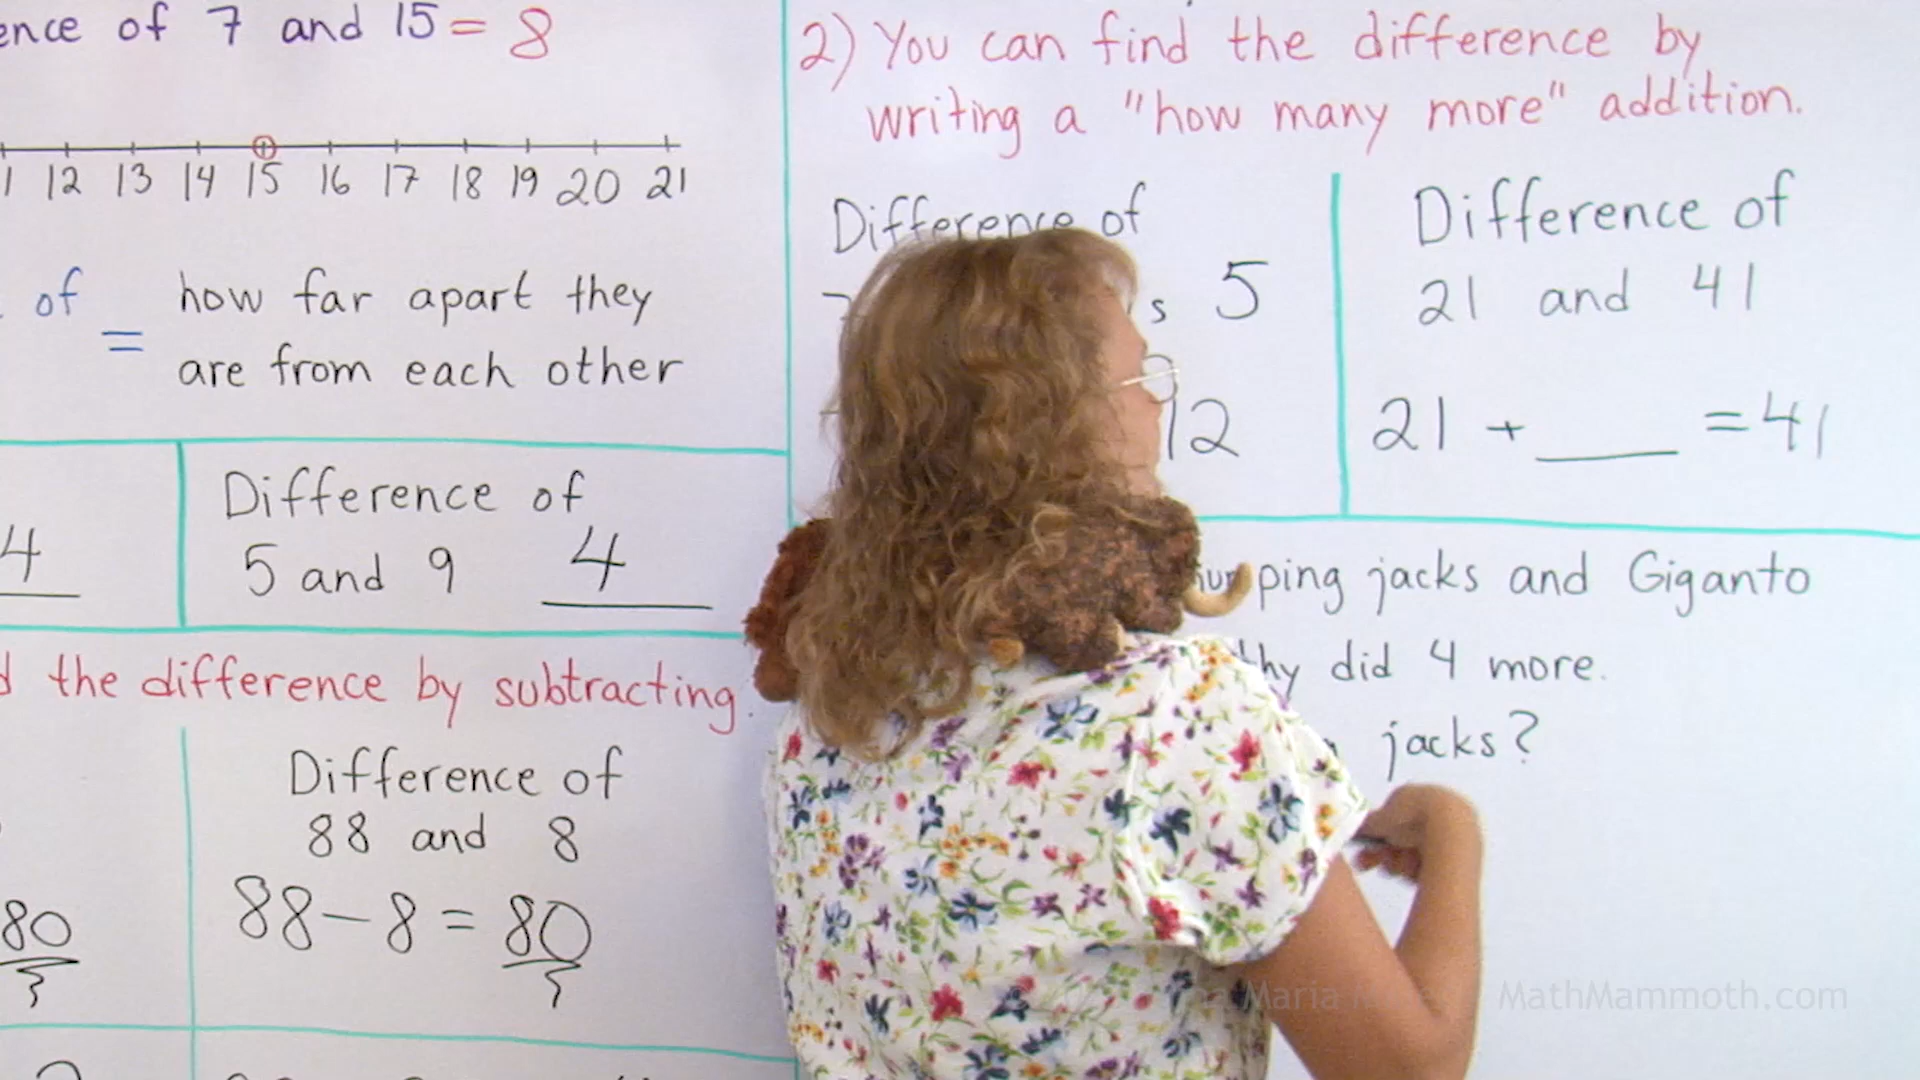 of 7 and 15 = 8
12 13 14 15 16 17 18 19 20 21
of = how far apart they
are from each other
4
Difference of
5 and 9 4
the difference by subtracting.
80
Difference of
88 and 8
88 - 8 = 80
2) You can find the difference by
writing a "how many more" addition.
Difference of
5
12
Difference of
21 and 41
21 + ___ = 41
jacks and Giganto
did 4 more.
jacks?
Maria
MathMammoth.com